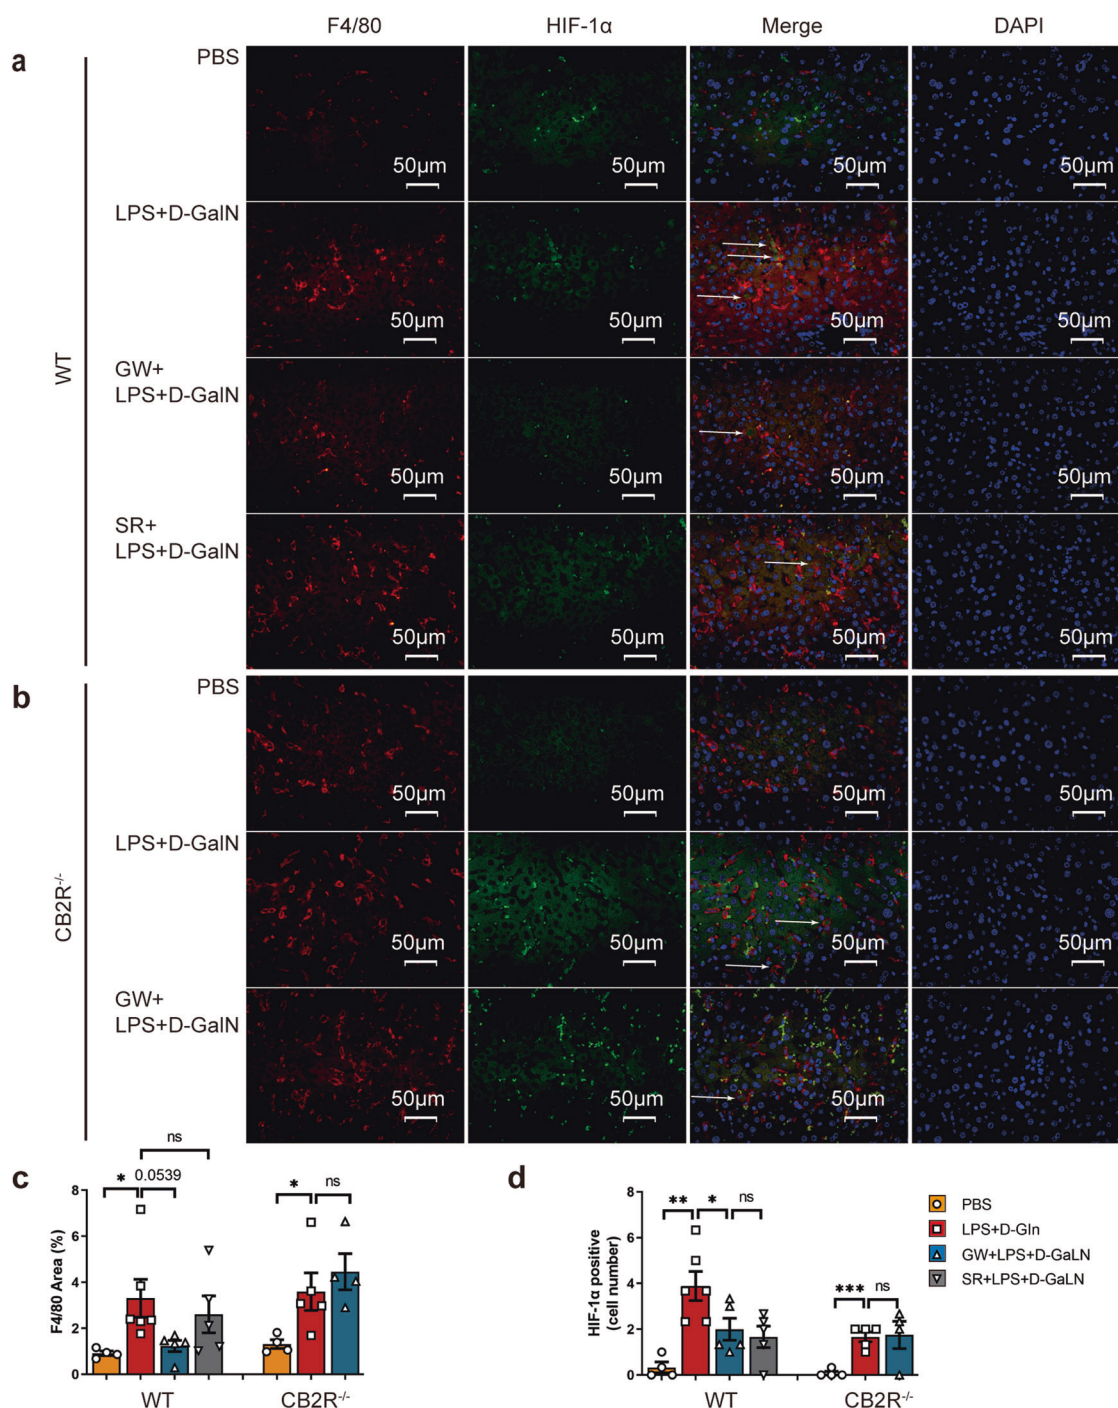 F4/80 HIF-1α Merge DAPI
a
WT
PBS
50µm 50µm 50µm 50µm
LPS+D-GalN
50µm 50µm 50µm 50µm
GW+
LPS+D-GalN
50µm 50µm 50µm 50µm
SR+
LPS+D-GalN
50µm 50µm 50µm 50µm
b
CB2R-/-
PBS
50µm 50µm 50µm 50µm
LPS+D-GalN
50µm 50µm 50µm 50µm
GW+
LPS+D-GalN
50µm 50µm 50µm 50µm
c
ns
* 0.0539
* ns
F4/80 Area (%)
8
6
4
2
0
WT CB2R-/-
d
** * ns
*** ns
HIF-1α positive
(cell number)
8
6
4
2
0
WT CB2R-/-
PBS
LPS+D-Gln
GW+LPS+D-GaLN
SR+LPS+D-GaLN